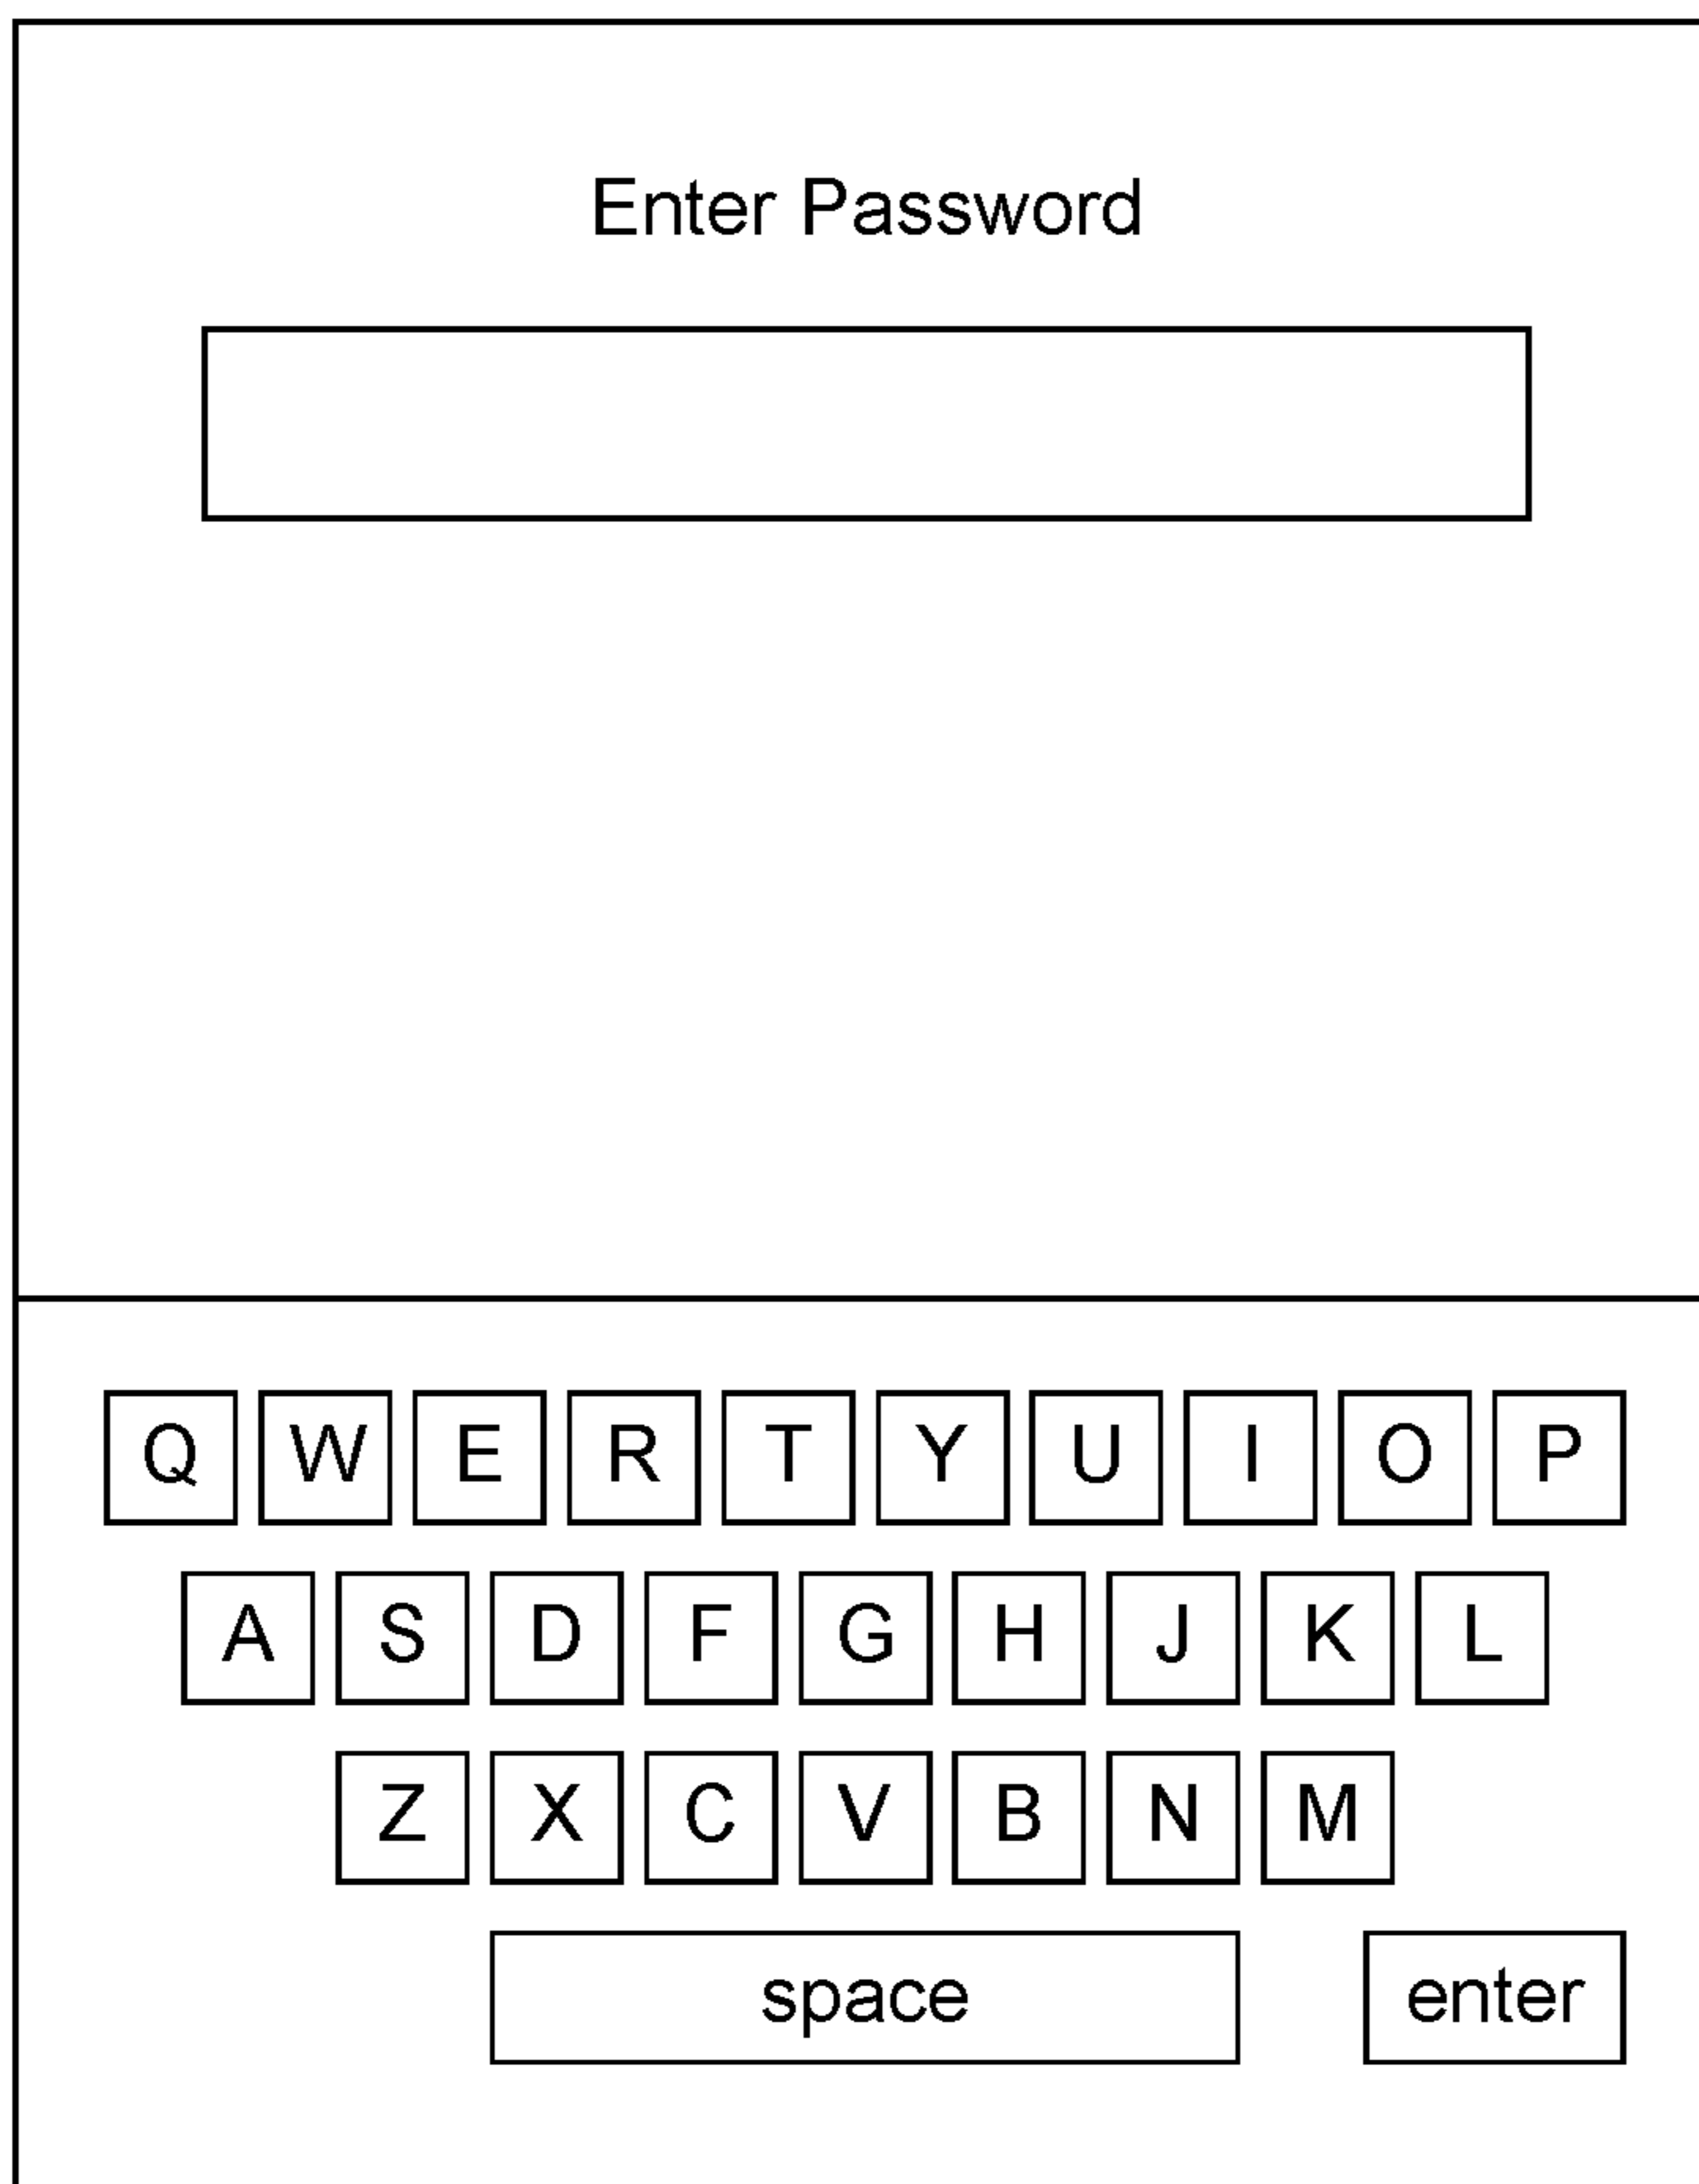 Enter Password
Q W E R T Y U I O P
A S D F G H J K L
Z X C V B N M
space enter